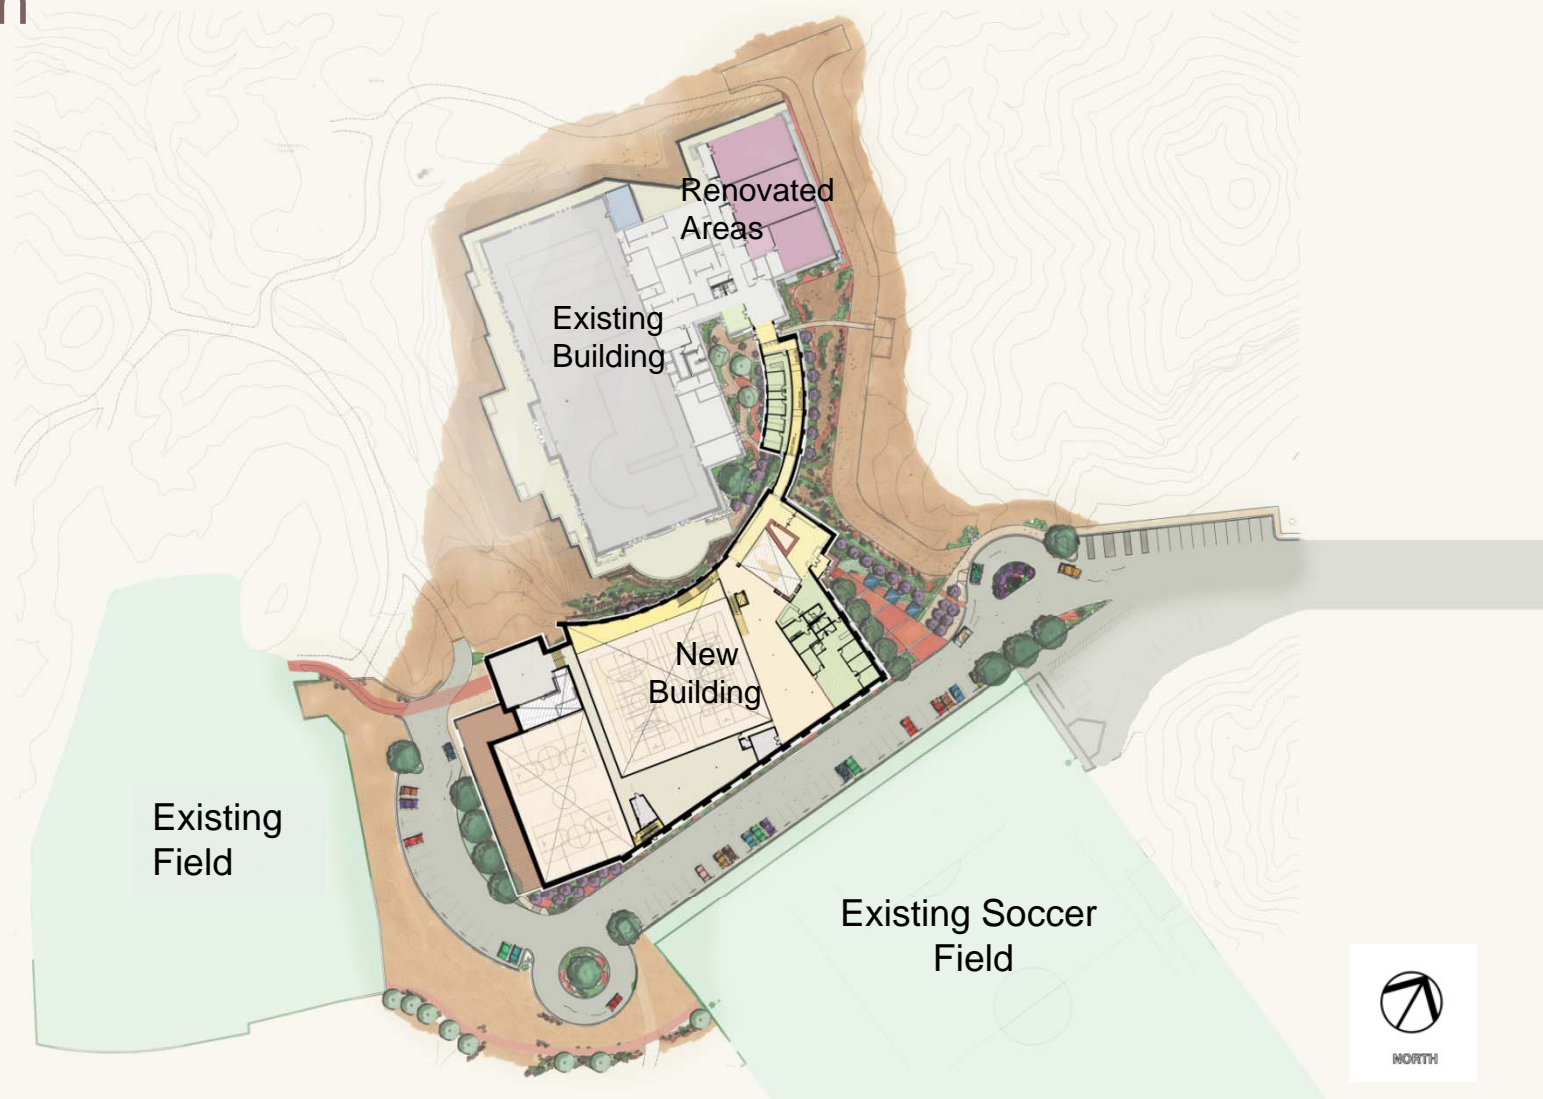 n
Renovated
Areas
Existing
Building
New
Building
Existing
Field
Existing Soccer
Field
NORTH